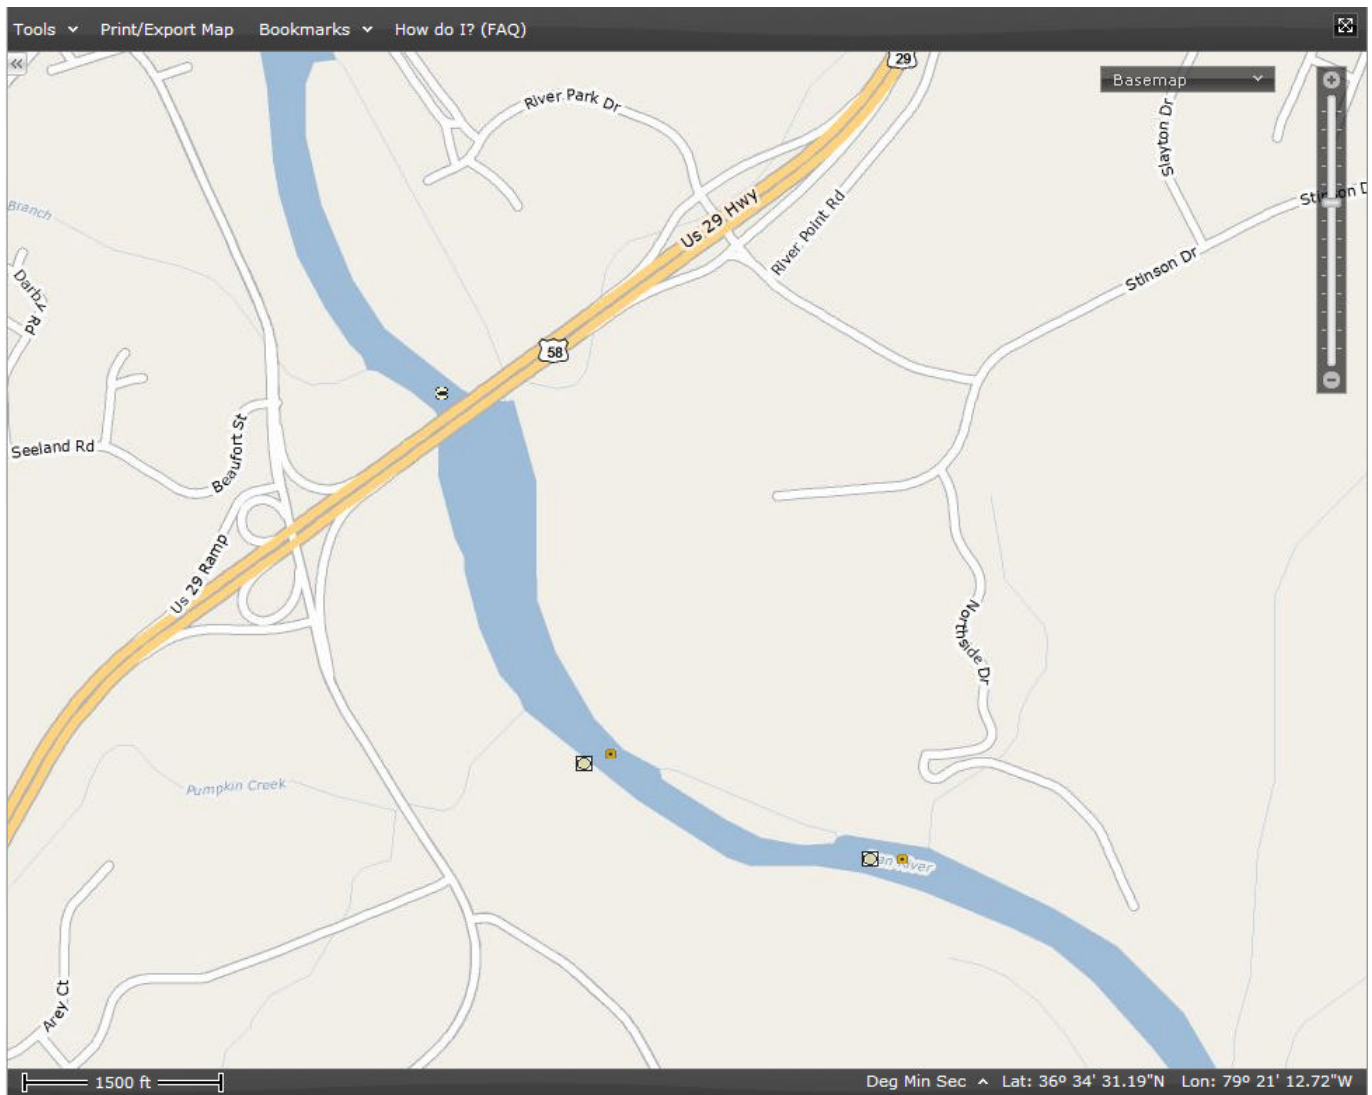 Tools Print/Export Map Bookmarks How do I? (FAQ)
29
Basemap
River Park Dr
Slayton Dr
Branch
Us 29 Hwy
River Point Rd
Stinson Dr
Darby Rd
58
Beaufort St
Seeland Rd
Us 29 Ramp
Northside Dr
Pumpkin Creek
River
Arey Ct
1500 ft
Deg Min Sec Lat: 36º 34' 31.19"N Lon: 79º 21' 12.72"W